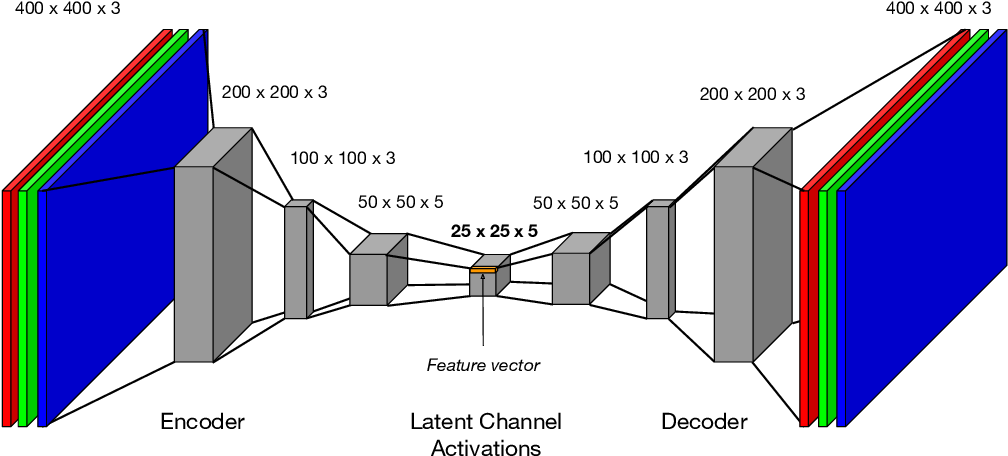 400 x 400 x 3
400 x 400 x 3
200 x 200 x 3
200 x 200 x 3
100 x 100 x 3
100 x 100 x 3
50 x 50 x 5
50 x 50 x 5
25 x 25 x 5
Feature vector
Encoder
Latent Channel
Activations
Decoder